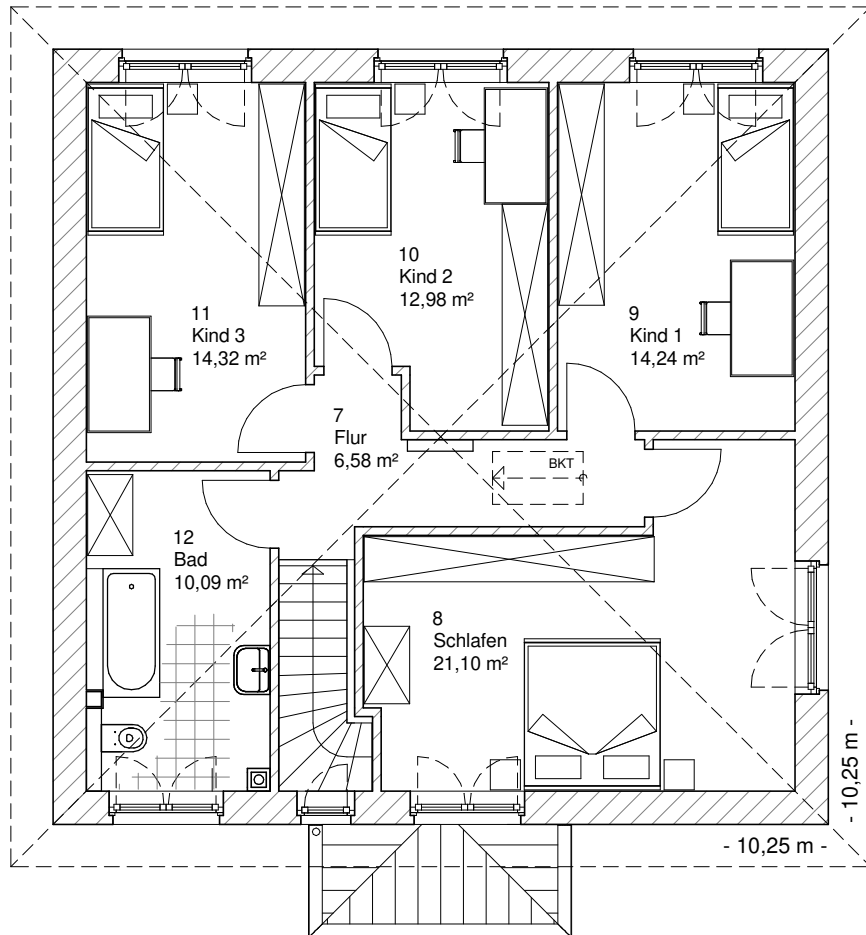 10
Kind 2
12,98 m²
11
Kind 3
14,32 m²
9
Kind 1
14,24 m²
7
Flur
6,58 m²
BKT
12
Bad
10,09 m²
8
Schlafen
21,10 m²
- 10,25 m -
- 10,25 m -